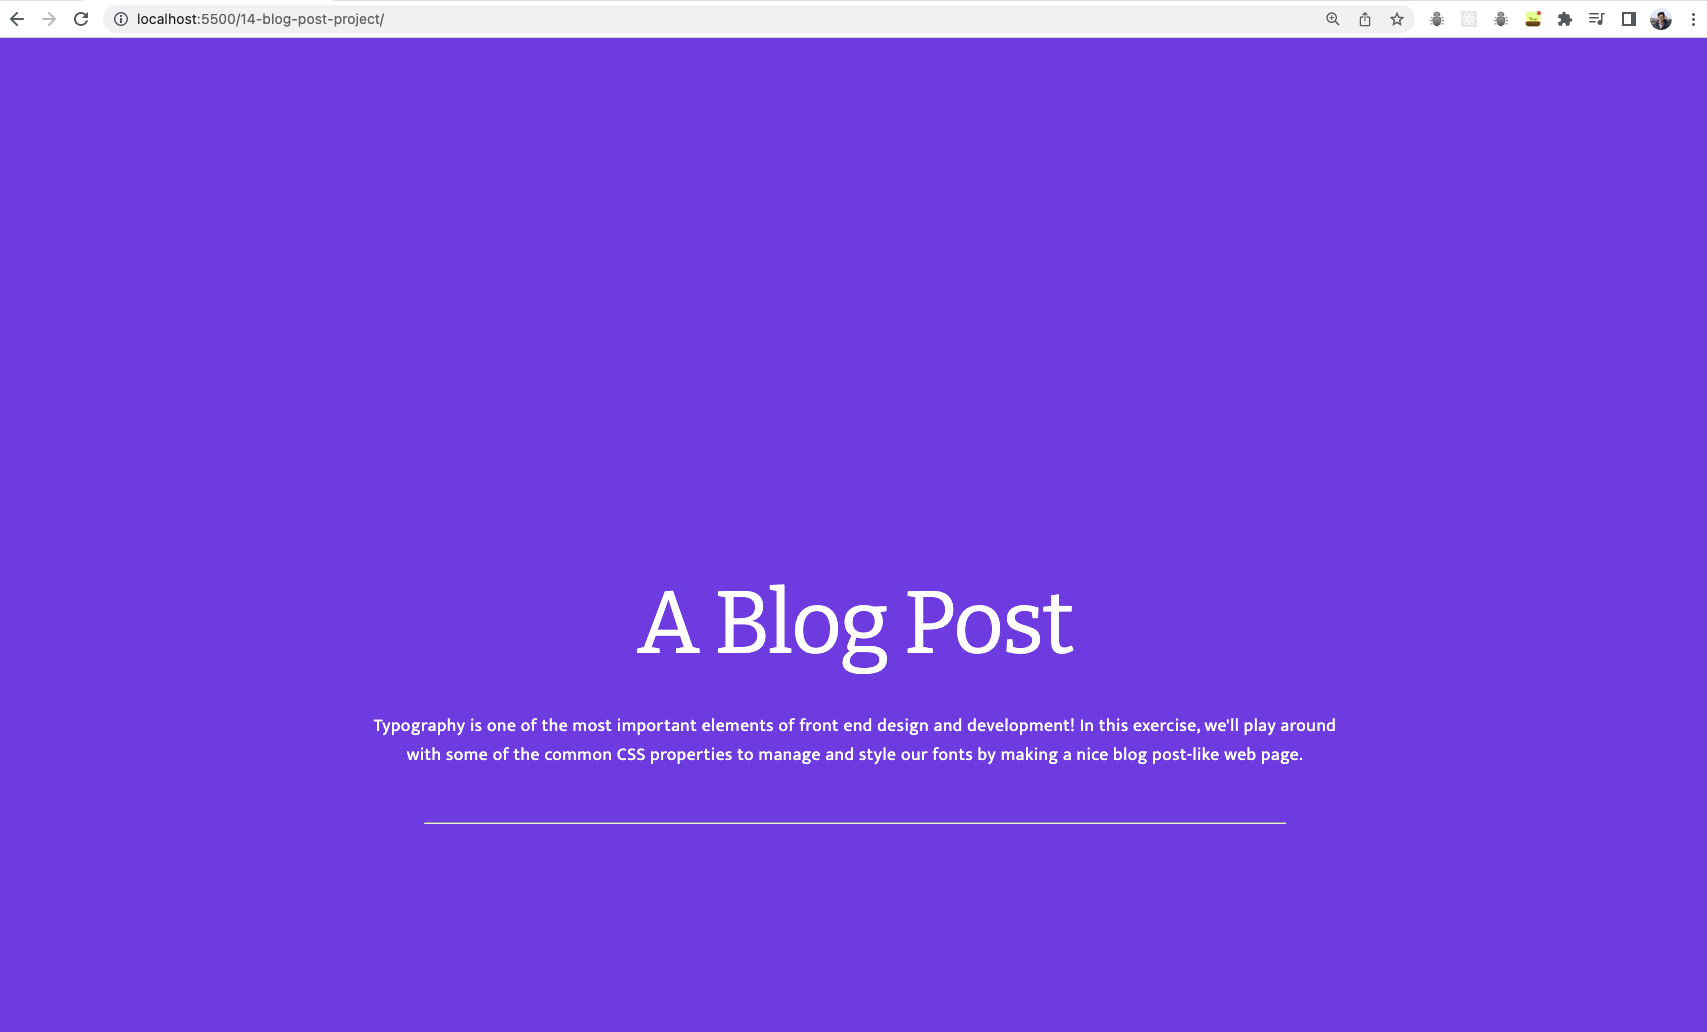 localhost:5500/14-blog-post-project/
A Blog Post
Typography is one of the most important elements of front end design and development! In this exercise, we'll play around
with some of the common CSS properties to manage and style our fonts by making a nice blog post-like web page.